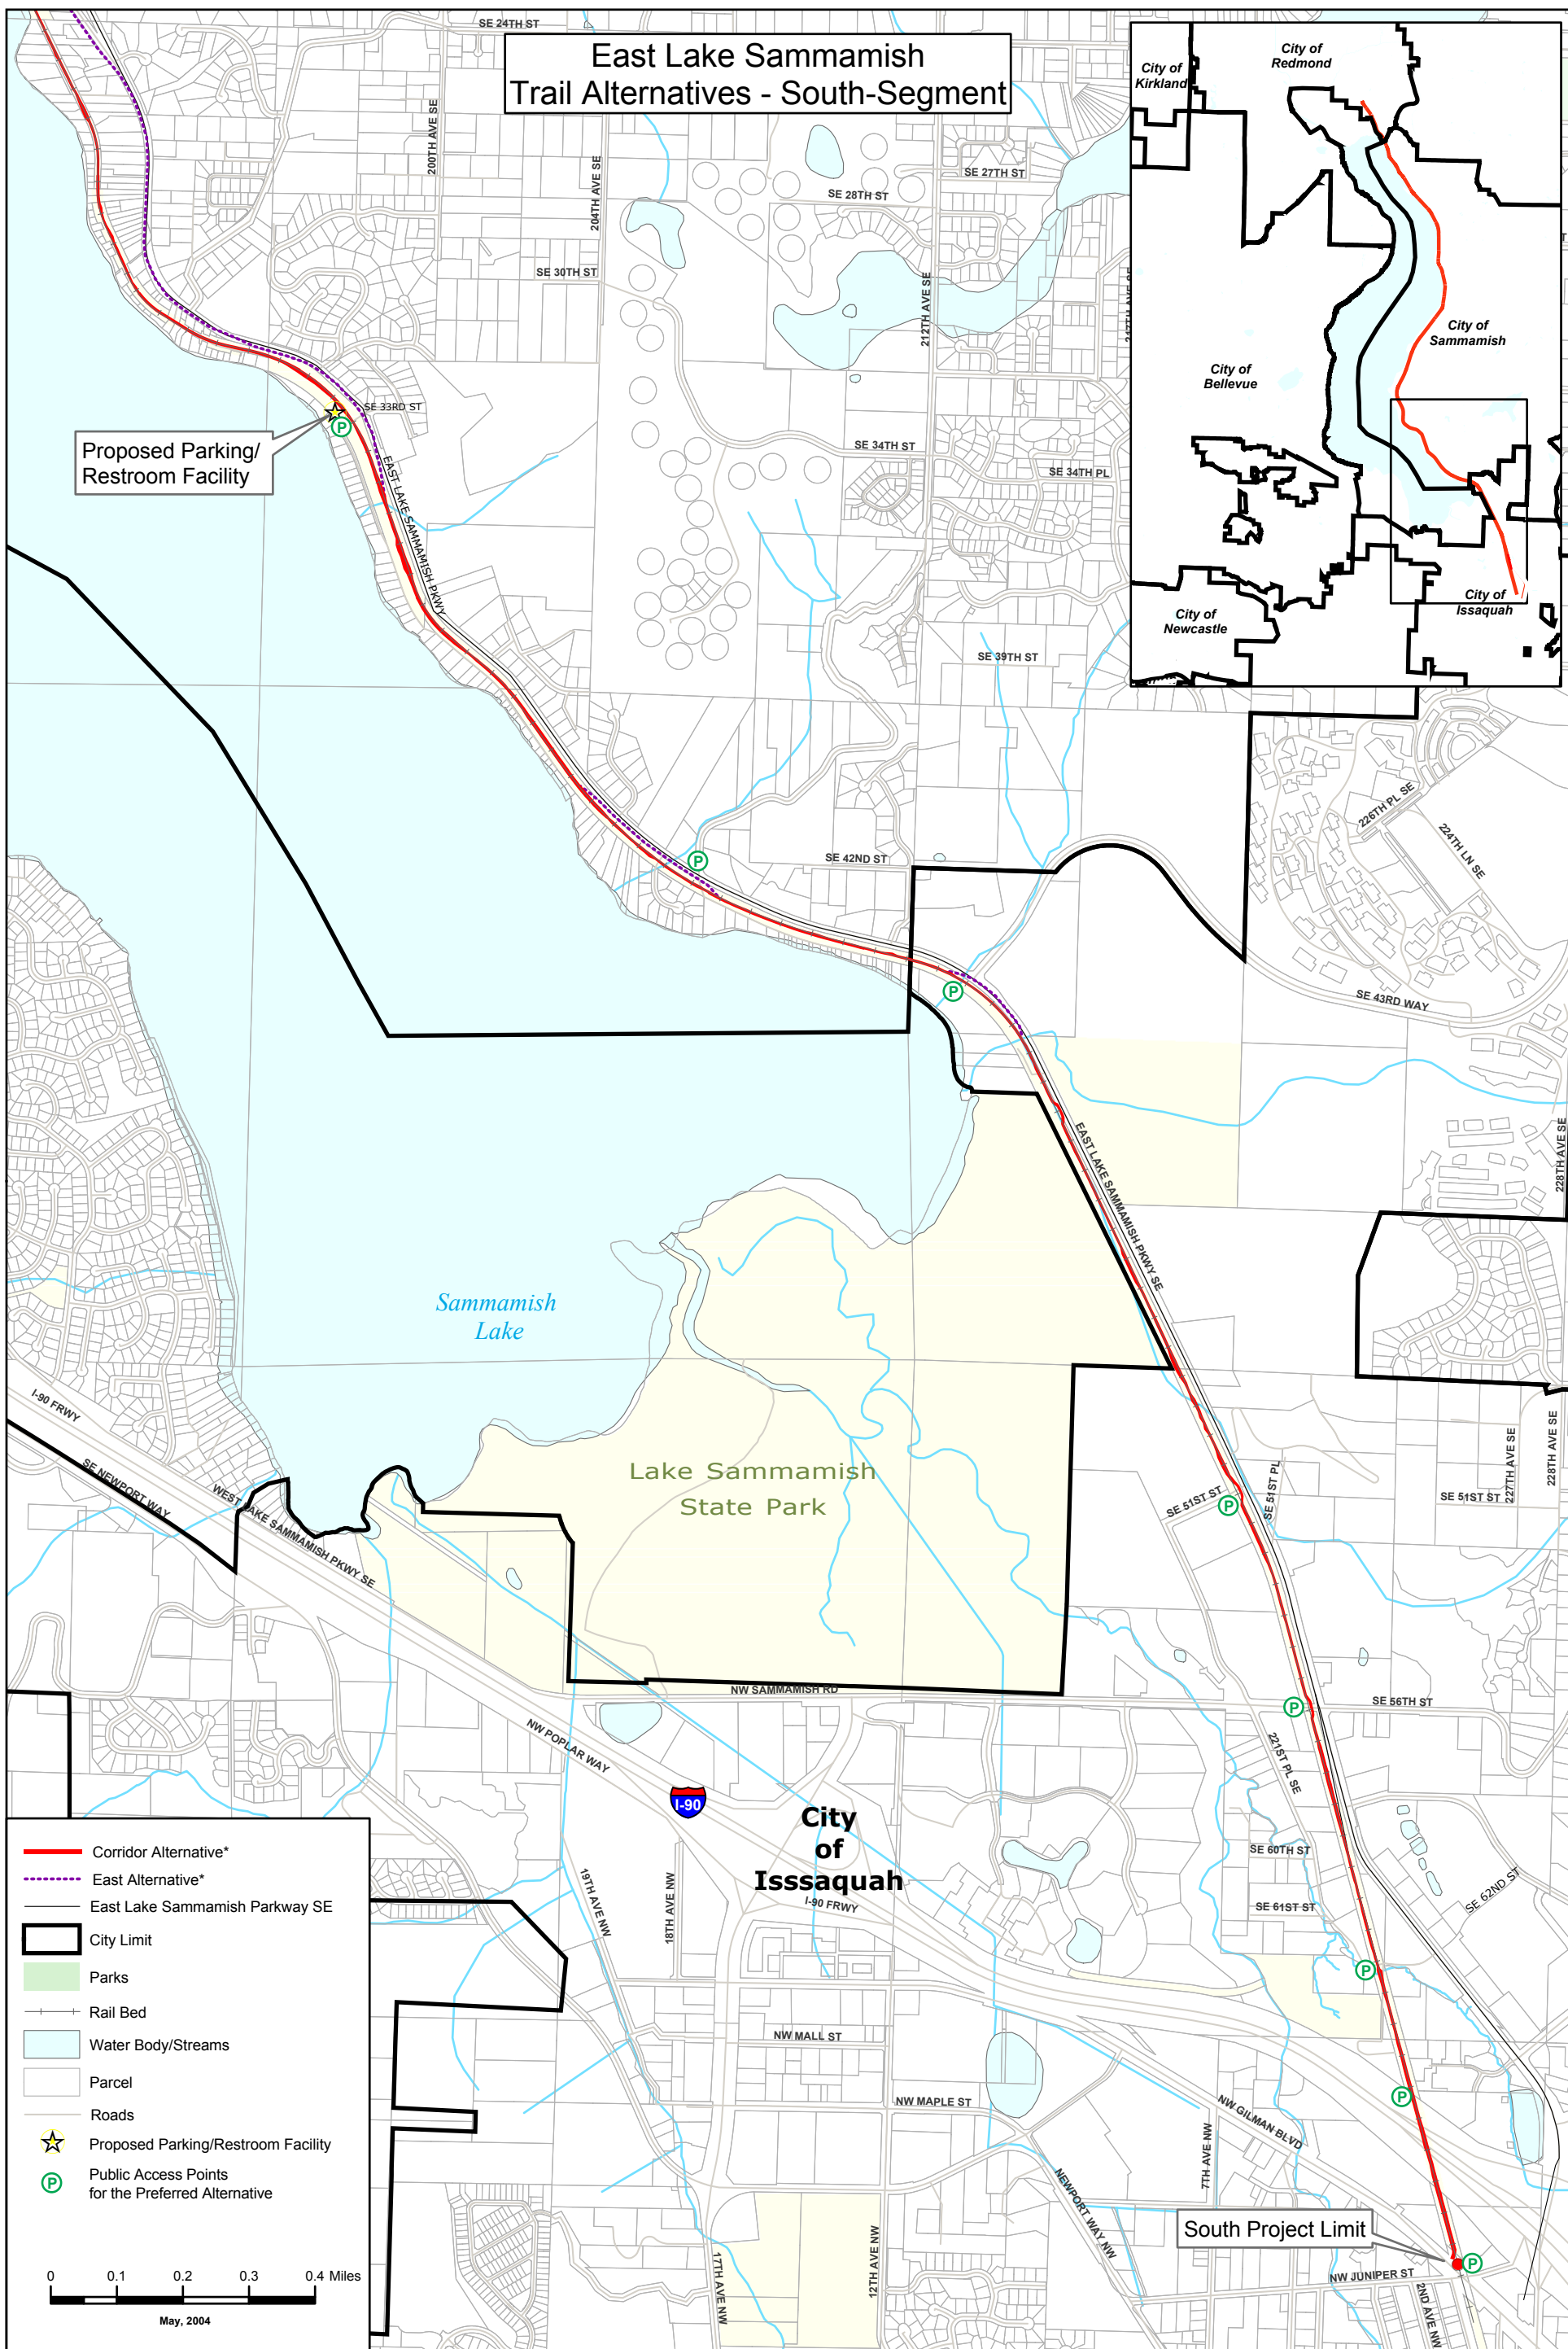 East Lake Sammamish
Trail Alternatives - South-Segment
SE 24TH ST
200TH AVE SE
204TH AVE SE
SE 27TH ST
SE 28TH ST
SE 30TH ST
212TH AVE SE
SE 33RD ST
SE 34TH ST
SE 34TH PL
Proposed Parking/
Restroom Facility
P
EAST LAKE SAMMAMISH PKWY
SE 39TH ST
City of
Kirkland
City of
Redmond
City of
Sammamish
City of
Bellevue
City of
Newcastle
City of
Issaquah
226TH PL SE
224TH LN SE
P
SE 42ND ST
P
SE 43RD WAY
EAST LAKE SAMMAMISH PKWY SE
228TH AVE SE
Sammamish
Lake
I-90 FRWY
SE NEWPORT WAY
WEST LAKE SAMMAMISH PKWY SE
Lake Sammamish
State Park
SE 51ST ST
P
SE 51ST PL
SE 51ST ST
227TH AVE SE
228TH AVE SE
NW SAMMAMISH RD
P
SE 56TH ST
NW POPLAR WAY
221ST PL SE
I-90
City
of
Isssaquah
I-90 FRWY
SE 60TH ST
SE 61ST ST
SE 62ND ST
19TH AVE NW
18TH AVE NW
P
NW MALL ST
NW MAPLE ST
P
NW GILMAN BLVD
7TH AVE NW
NEWPORT WAY NW
South Project Limit
P
17TH AVE NW
12TH AVE NW
NW JUNIPER ST
2ND AVE NW
Corridor Alternative*
East Alternative*
East Lake Sammamish Parkway SE
City Limit
Parks
Rail Bed
Water Body/Streams
Parcel
Roads
Proposed Parking/Restroom Facility
P
Public Access Points
for the Preferred Alternative
0 0.1 0.2 0.3 0.4 Miles
May, 2004